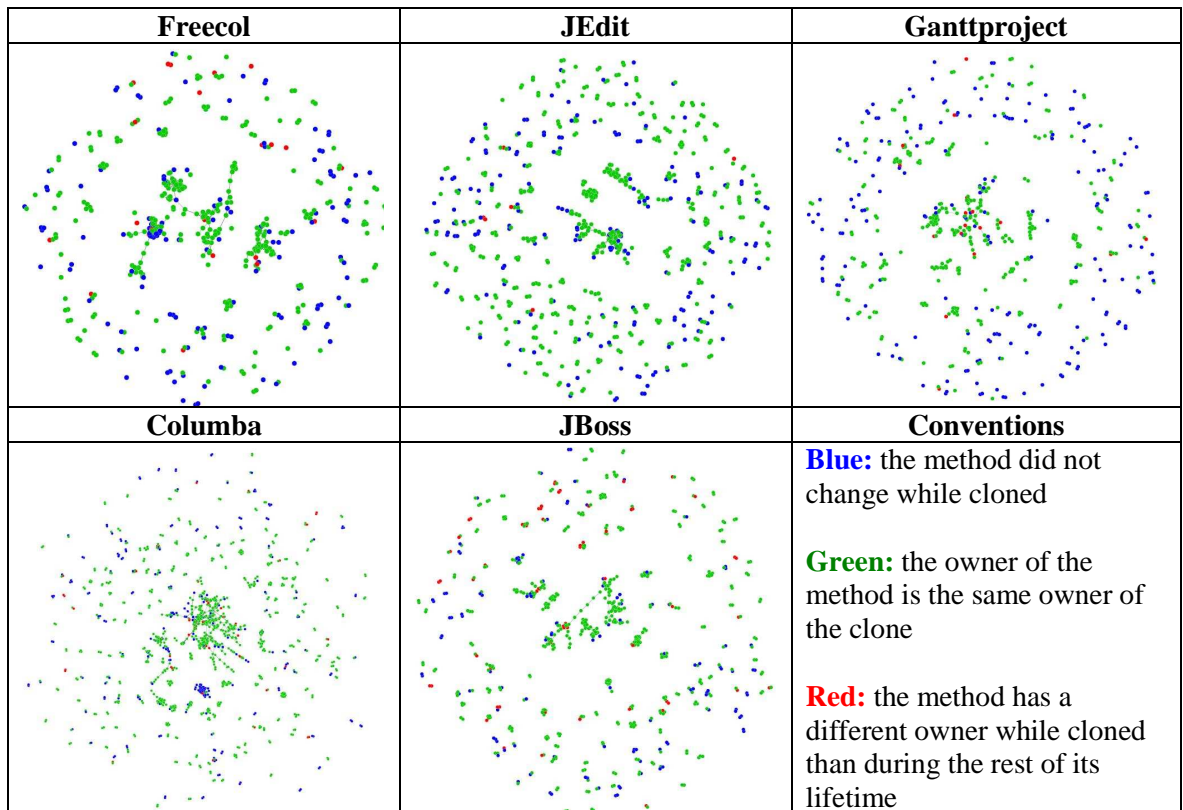 Freecol
JEdit
Ganttproject
Columba
JBoss
Conventions
Blue: the method did not
change while cloned
Green: the owner of the
method is the same owner of
the clone
Red: the method has a
different owner while cloned
than during the rest of its
lifetime